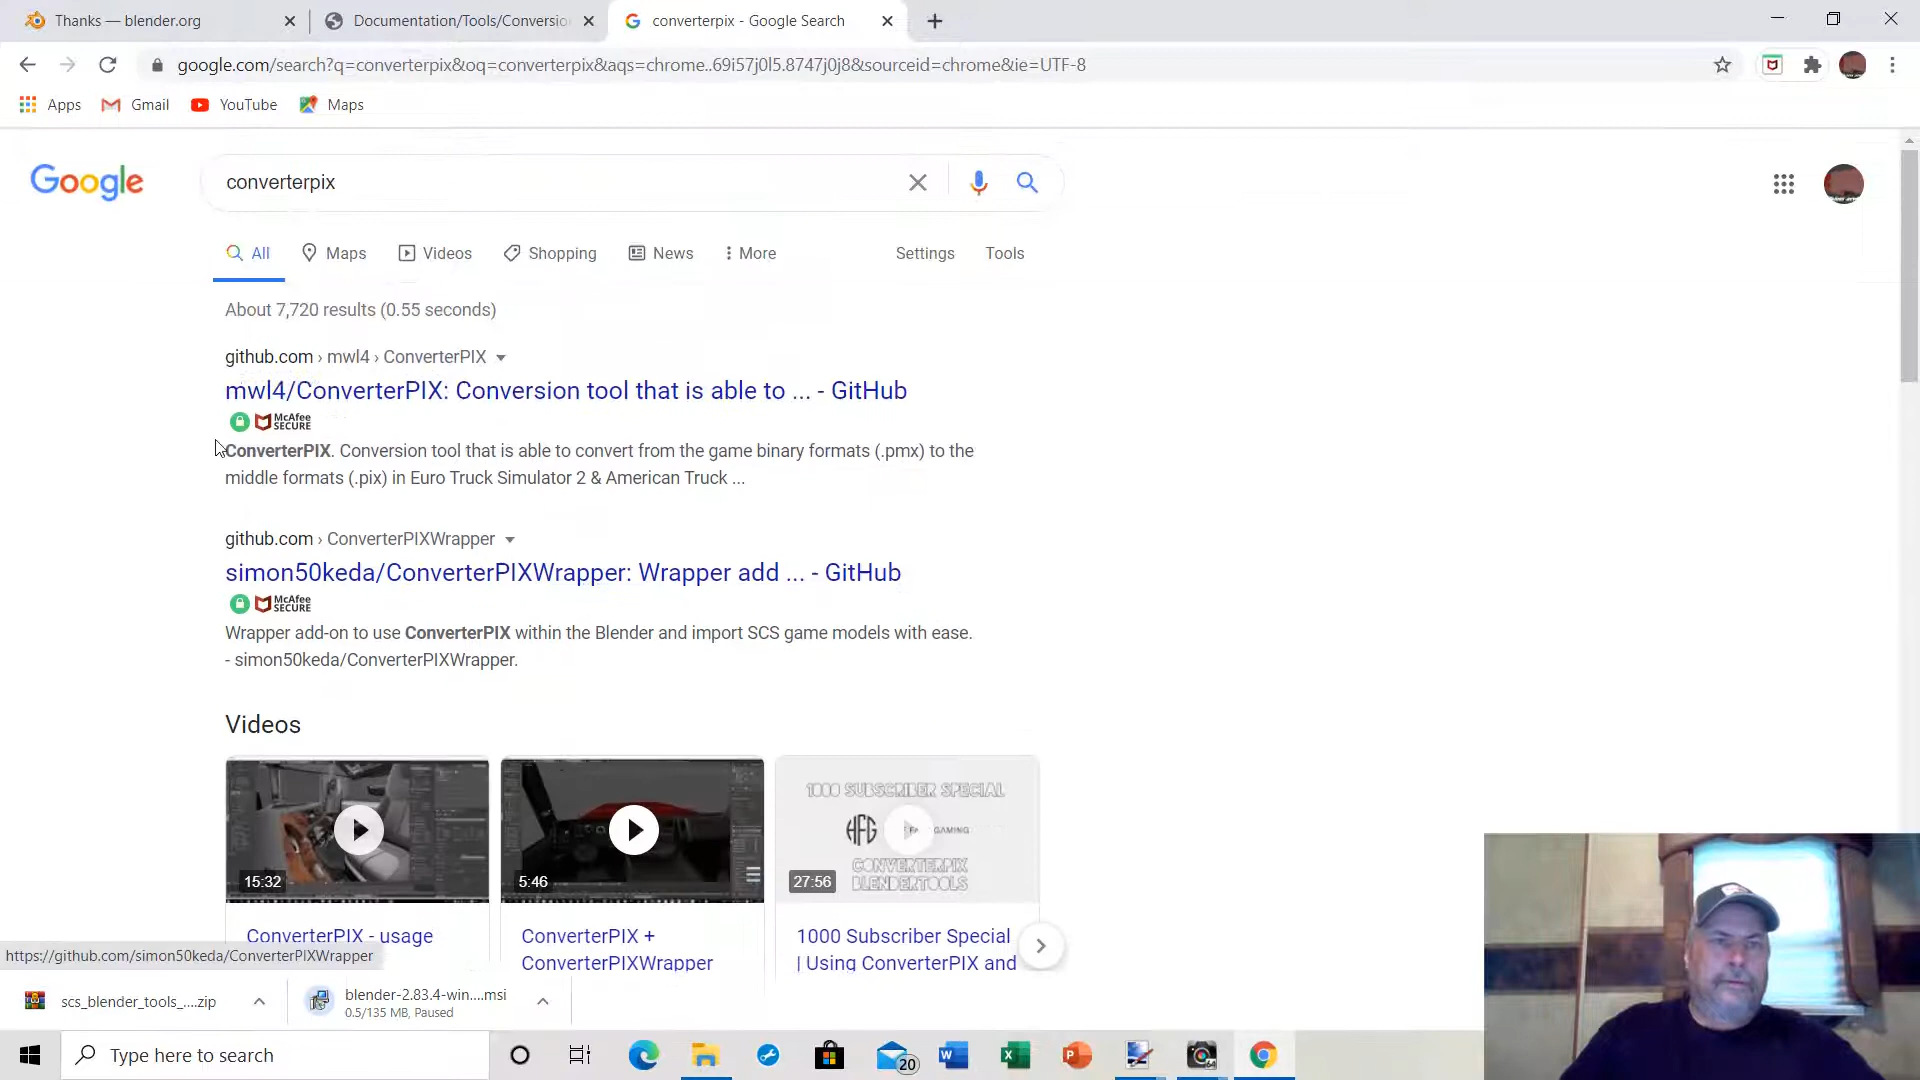 Thanks — blender.org
Documentation/Tools/Conversio
converterpix - Google Search
google.com/search?q=converterpix&oq=converterpix&aqs=chrome..69i57j0l5.8747j0j8&sourceid=chrome&ie=UTF-8
Apps
Gmail
YouTube
Maps
Google
converterpix
All
Maps
Videos
Shopping
News
More
Settings
Tools
About 7,720 results (0.55 seconds)
github.com › mwl4 › ConverterPIX
mwl4/ConverterPIX: Conversion tool that is able to ... - GitHub
McAfee
SECURE
ConverterPIX. Conversion tool that is able to convert from the game binary formats (.pmx) to the
middle formats (.pix) in Euro Truck Simulator 2 & American Truck ...
github.com › ConverterPIXWrapper
simon50keda/ConverterPIXWrapper: Wrapper add ... - GitHub
McAfee
SECURE
Wrapper add-on to use ConverterPIX within the Blender and import SCS game models with ease.
- simon50keda/ConverterPIXWrapper.
Videos
15:32
5:46
1000 SUBSCRIBER SPECIAL
HFG
GAMING
CONVERTERPIX
BLENDERTOOLS
27:56
ConverterPIX - usage
ConverterPIX +
ConverterPIXWrapper
1000 Subscriber Special
| Using ConverterPIX and
https://github.com/simon50keda/ConverterPIXWrapper
scs_blender_tools_....zip
blender-2.83.4-win....msi
0.5/135 MB, Paused
Type here to search
20